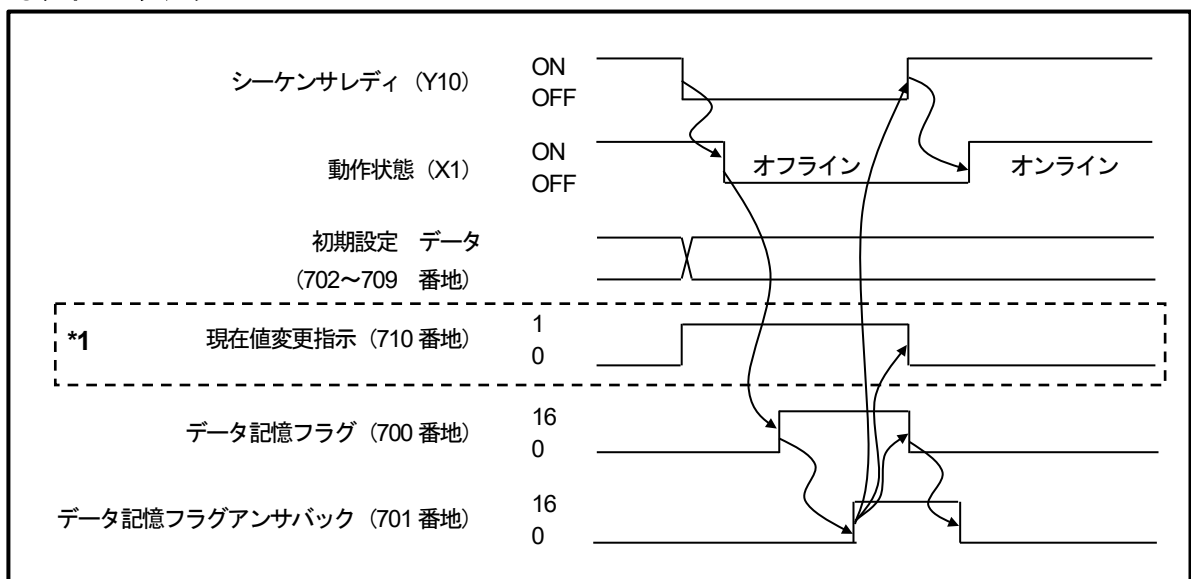 シーケンサレディ（Y10）
ON
OFF
動作状態（X1）
ON
OFF
オフライン
オンライン
初期設定 データ
（702～709 番地）
*1
現在値変更指示（710 番地）
1
0
データ記憶フラグ（700 番地）
16
0
データ記憶フラグアンサバック（701 番地）
16
0